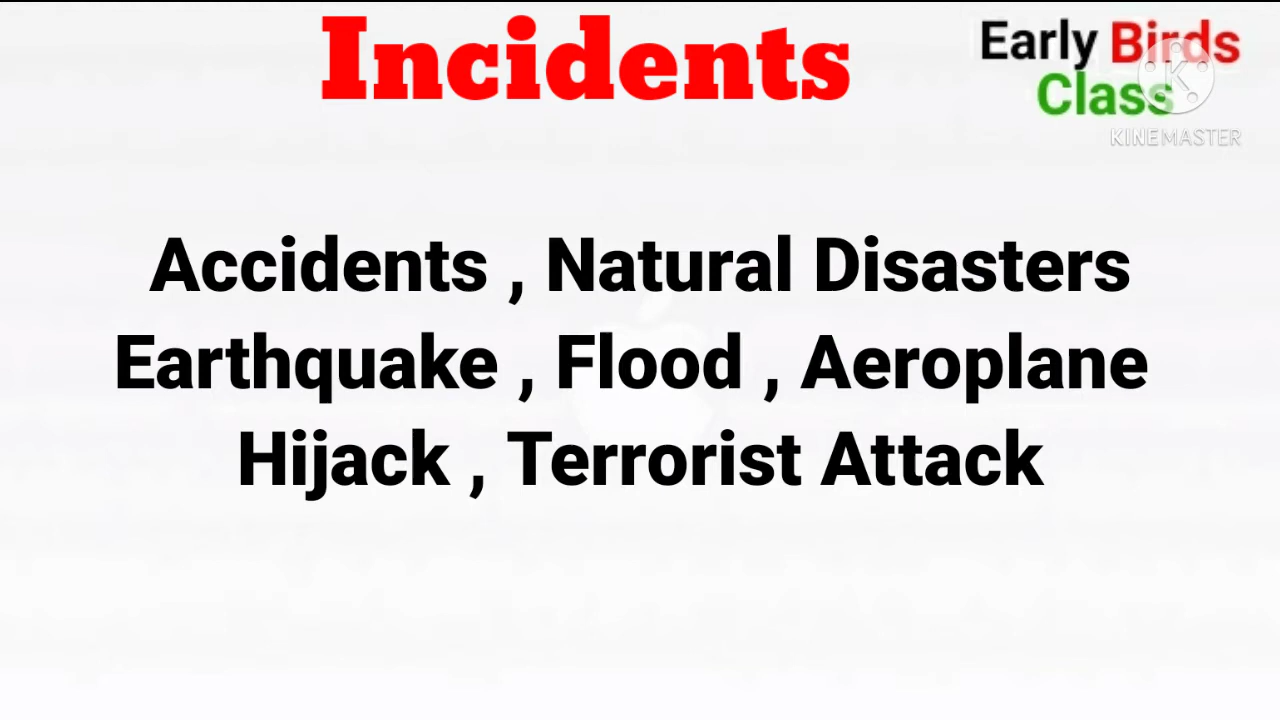 Incidents
Early Birds
Class
KINEMASTER
Accidents , Natural Disasters
Earthquake , Flood , Aeroplane
Hijack , Terrorist Attack